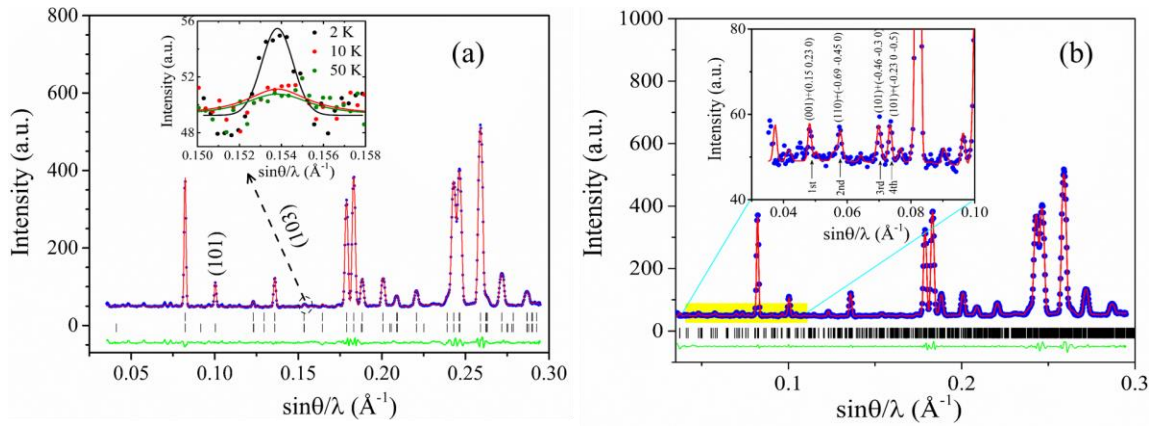 (a)
Intensity (a.u.)
800
600
400
200
0
0.05 0.10 0.15 0.20 0.25 0.30
sinθ/λ (Å⁻¹)
(101)
(103)
Intensity (a.u.)
56
52
48
0.150 0.152 0.154 0.156 0.158
sinθ/λ (Å⁻¹)
2 K
10 K
50 K
(b)
Intensity (a.u.)
1000
800
600
400
200
0
0.1 0.2 0.3
sinθ/λ (Å⁻¹)
Intensity (a.u.)
80
60
40
0.04 0.06 0.08 0.10
sinθ/λ (Å⁻¹)
(001)+(0.15 0.23 0)
(110)+(-0.69 -0.45 0)
(101)+(-0.46 -0.3 0)
(101)+(-0.23 0 -0.5)
1st
2nd
3rd
4th